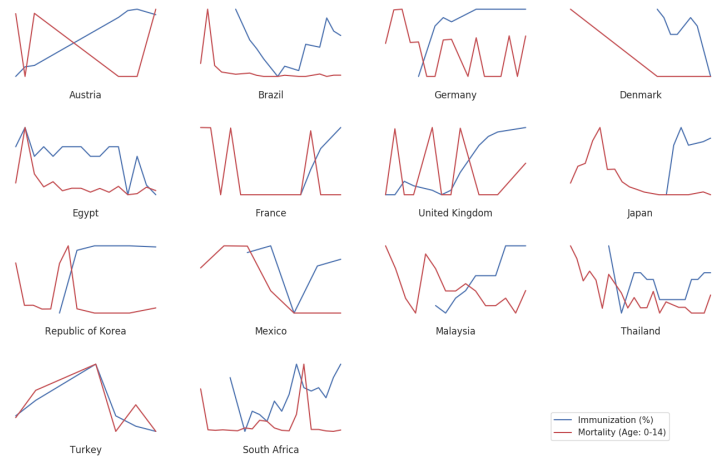 Austria
Brazil
Germany
Denmark
Egypt
France
United Kingdom
Japan
Republic of Korea
Mexico
Malaysia
Thailand
Turkey
South Africa
Immunization (%)
Mortality (Age: 0-14)